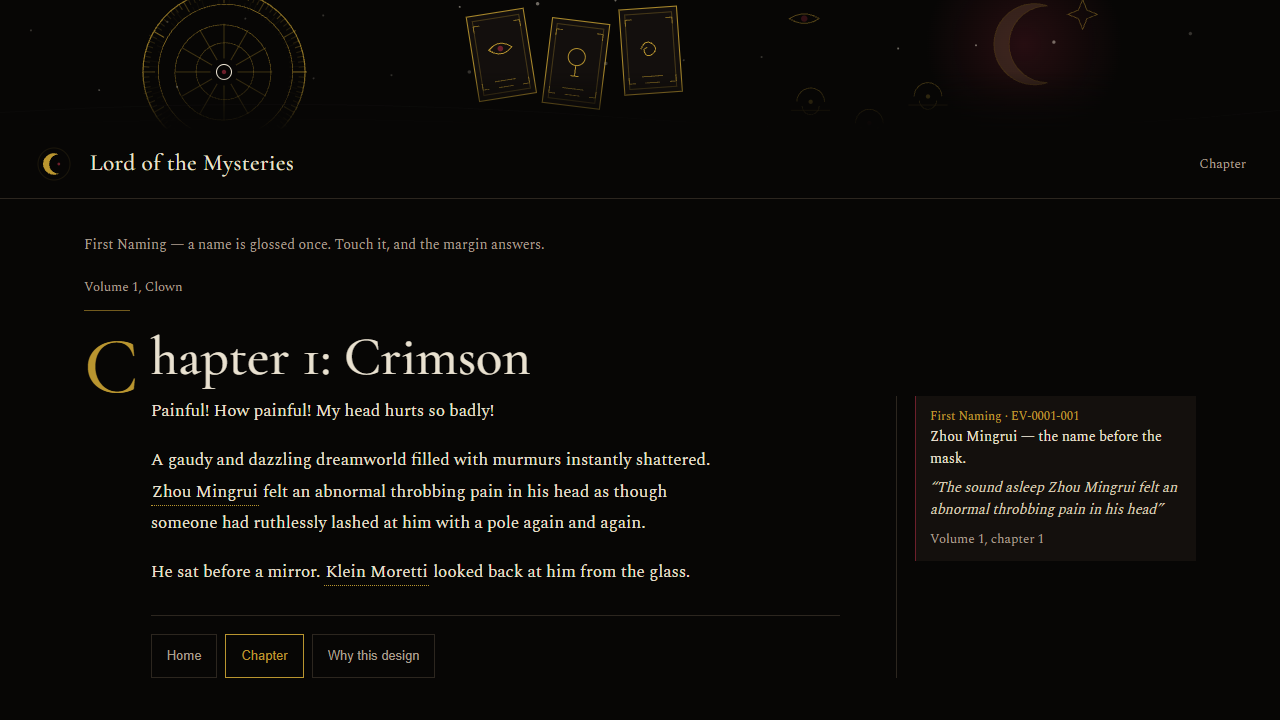 Lord of the Mysteries
Chapter
First Naming — a name is glossed once. Touch it, and the margin answers.
Volume 1, Clown
Chapter 1: Crimson
Painful! How painful! My head hurts so badly!
A gaudy and dazzling dreamworld filled with murmurs instantly shattered.
Zhou Mingrui felt an abnormal throbbing pain in his head as though
someone had ruthlessly lashed at him with a pole again and again.
He sat before a mirror. Klein Moretti looked back at him from the glass.
Home
Chapter
Why this design
First Naming · EV-0001-001
Zhou Mingrui — the name before the
mask.
“The sound asleep Zhou Mingrui felt an
abnormal throbbing pain in his head”
Volume 1, chapter 1